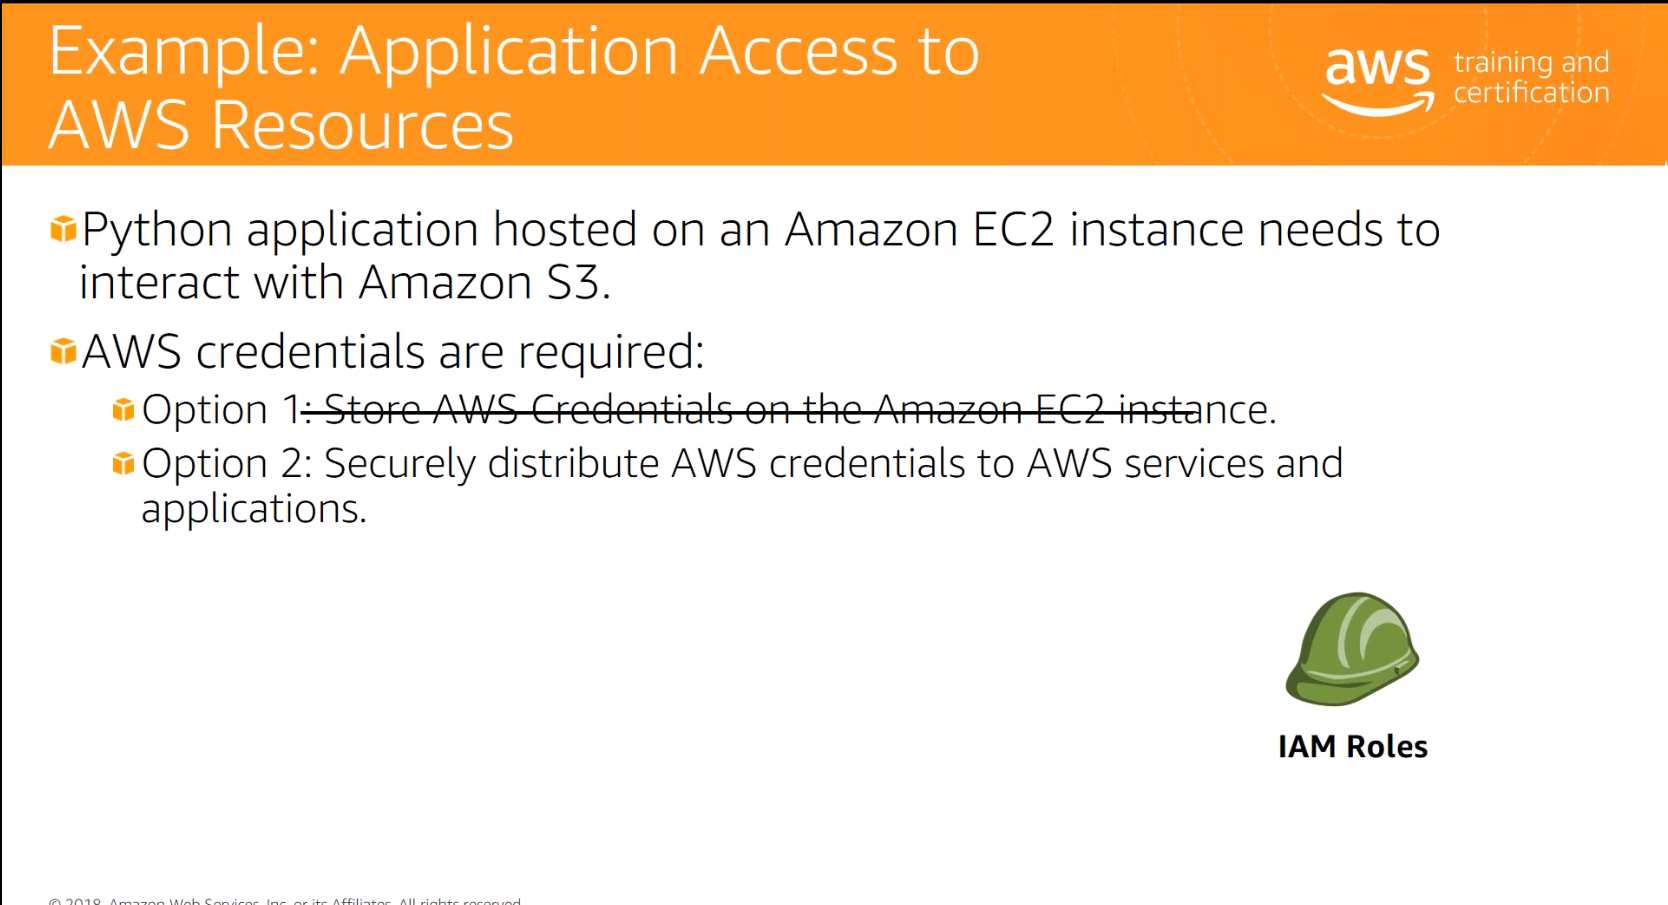 Example: Application Access to
AWS Resources
aws training and
certification
Python application hosted on an Amazon EC2 instance needs to
interact with Amazon S3.
AWS credentials are required:
Option 1: Store AWS Credentials on the Amazon EC2 instance.
Option 2: Securely distribute AWS credentials to AWS services and
applications.
IAM Roles
© 2018, Amazon Web Services, Inc. or its Affiliates. All rights reserved.